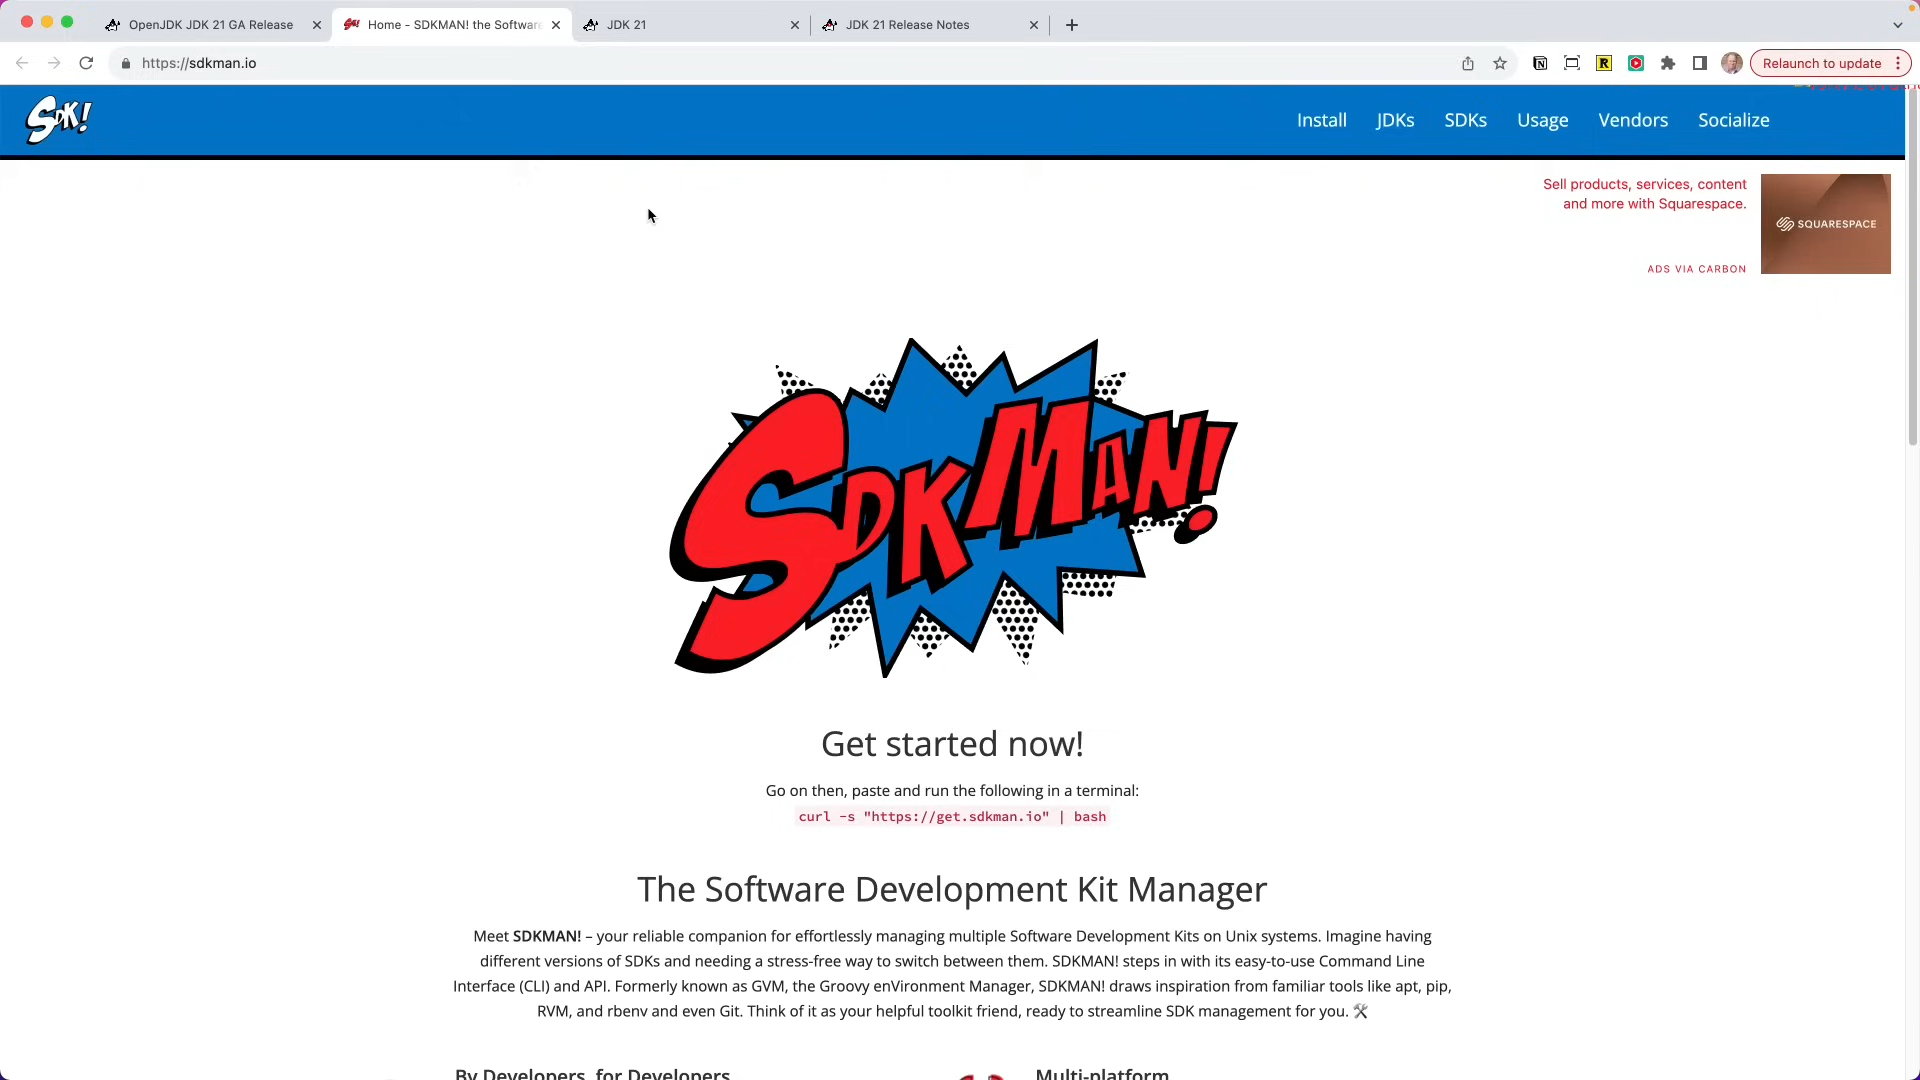 OpenJDK JDK 21 GA Release
Home - SDKMAN! the Software
JDK 21
JDK 21 Release Notes
https://sdkman.io
Relaunch to update
SDK!
Install
JDKs
SDKs
Usage
Vendors
Socialize
Sell products, services, content
and more with Squarespace.
SQUARESPACE
ADS VIA CARBON
SDKMAN!
Get started now!
Go on then, paste and run the following in a terminal:
curl -s "https://get.sdkman.io" | bash
The Software Development Kit Manager
Meet SDKMAN! – your reliable companion for effortlessly managing multiple Software Development Kits on Unix systems. Imagine having
different versions of SDKs and needing a stress-free way to switch between them. SDKMAN! steps in with its easy-to-use Command Line
Interface (CLI) and API. Formerly known as GVM, the Groovy enVironment Manager, SDKMAN! draws inspiration from familiar tools like apt, pip,
RVM, and rbenv and even Git. Think of it as your helpful toolkit friend, ready to streamline SDK management for you. 🛠️
By Developers, for Developers
Multi-platform